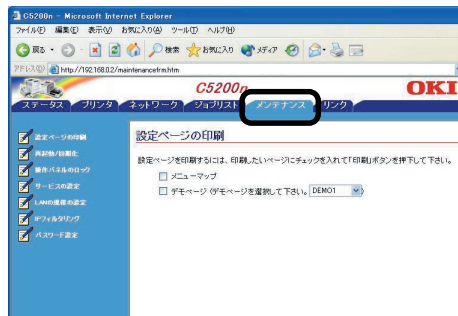 C5200n - Microsoft Internet Explorer
ファイル(F) 編集(E) 表示(V) お気に入り(A) ツール(T) ヘルプ(H)
戻る 検索 お気に入り メディア
アドレス(D) http://192.168.0.2/maintenancefrm.htm
C5200n OKI
ステータス プリンタ ネットワーク ジョブリスト メンテナンス リンク
設定ページの印刷
再起動/初期化
操作パネルのロック
サービスの設定
LANの規模の設定
IPフィルタリング
パスワード設定
設定ページの印刷
設定ページを印刷するには、印刷したいページにチェックを入れて「印刷」ボタンを押下して下さい。
メニューマップ
デモページ (デモページを選択して下さい。 DEMO1 )